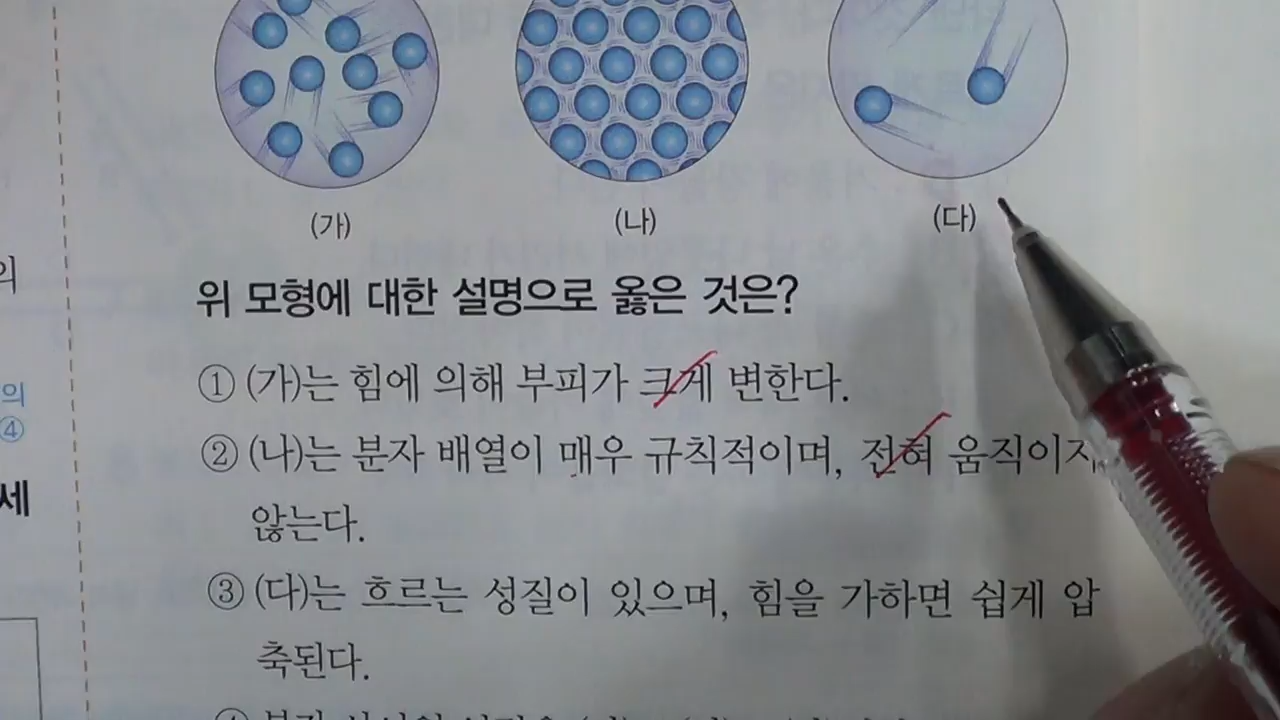 (가)
(나)
(다)
의
위 모형에 대한 설명으로 옳은 것은?
① (가)는 힘에 의해 부피가 크게 변한다.
의
④
② (나)는 분자 배열이 매우 규칙적이며, 전혀 움직이지
세
않는다.
③ (다)는 흐르는 성질이 있으며, 힘을 가하면 쉽게 압
축된다.